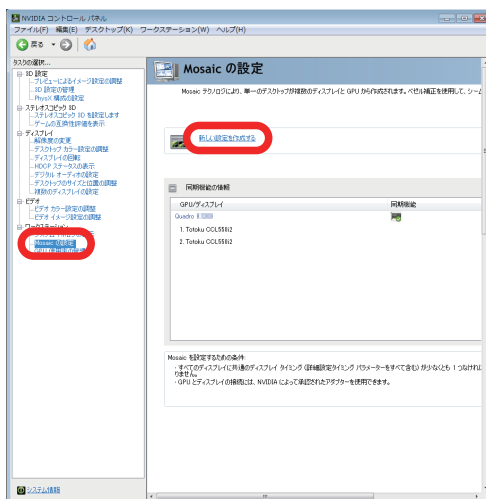 NVIDIA コントロール パネル
ファイル(F) 編集(E) デスクトップ(K) ワークステーション(W) ヘルプ(H)
戻る
タスクの選択...
3D 設定
プレビューによるイメージ設定の調整
3D 設定の管理
PhysX 構成の設定
ステレオスコピック 3D
ステレオスコピック 3D を設定します
ゲームの互換性評価を表示
ディスプレイ
解像度の変更
デスクトップ カラー設定の調整
ディスプレイの回転
HDCP ステータスの表示
デジタル オーディオの設定
デスクトップのサイズと位置の調整
複数のディスプレイの設定
ビデオ
ビデオ カラー設定の調整
ビデオ イメージ設定の調整
ワークステーション
Mosaic の設定
システム情報
Mosaic の設定
Mosaic テクノロジにより、単一のデスクトップが複数のディスプレイと GPU から作成されます。ベゼル補正を使用して、シーム
新しい設定を作成する
同期機能の情報
GPU/ディスプレイ 同期機能
Quadro
1. Totoku CCL550i2
2. Totoku CCL550i2
Mosaic を設定するための条件:
・すべてのディスプレイに共通のディスプレイ タイミング (詳細設定タイミング パラメーターをすべて含む) が少なくとも 1 つなければ
りません。
・GPU とディスプレイの接続には、NVIDIA によって承認されたアダプターを使用できます。